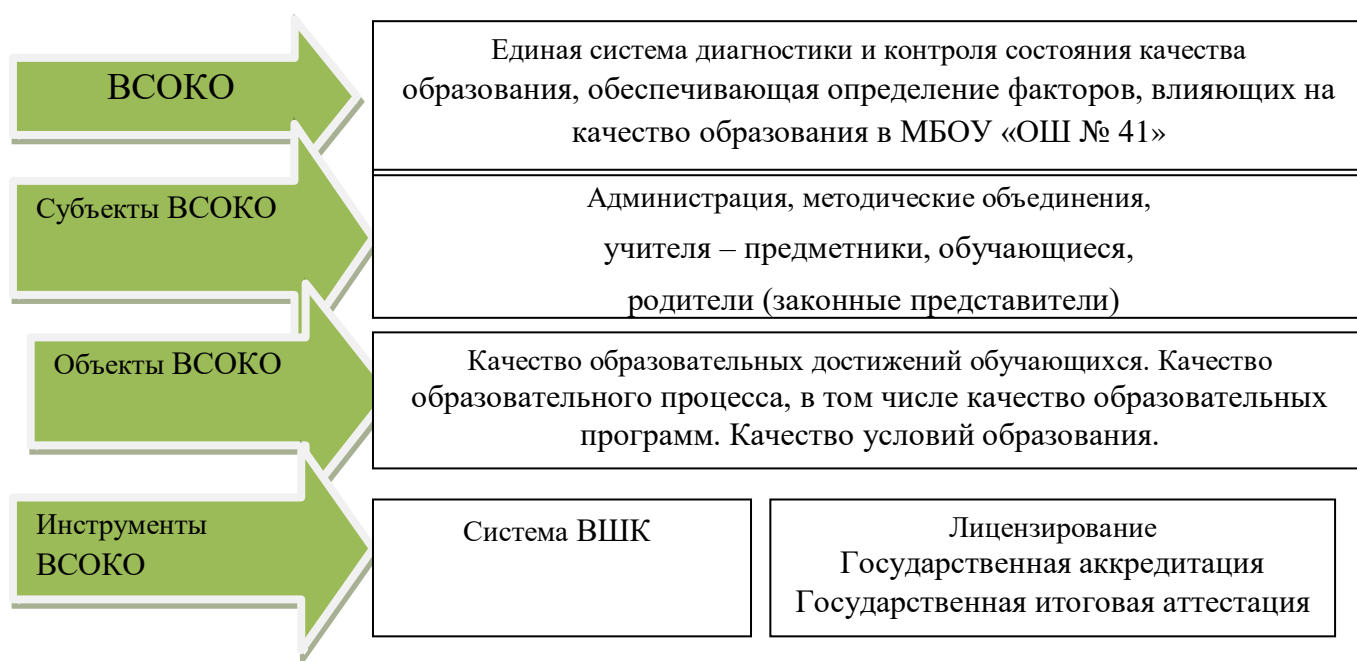 ВСОКО
Единая система диагностики и контроля состояния качества
образования, обеспечивающая определение факторов, влияющих на
качество образования в МБОУ «ОШ № 41»
Субъекты ВСОКО
Администрация, методические объединения,
учителя – предметники, обучающиеся,
родители (законные представители)
Объекты ВСОКО
Качество образовательных достижений обучающихся. Качество
образовательного процесса, в том числе качество образовательных
программ. Качество условий образования.
Инструменты
ВСОКО
Система ВШК
Лицензирование
Государственная аккредитация
Государственная итоговая аттестация